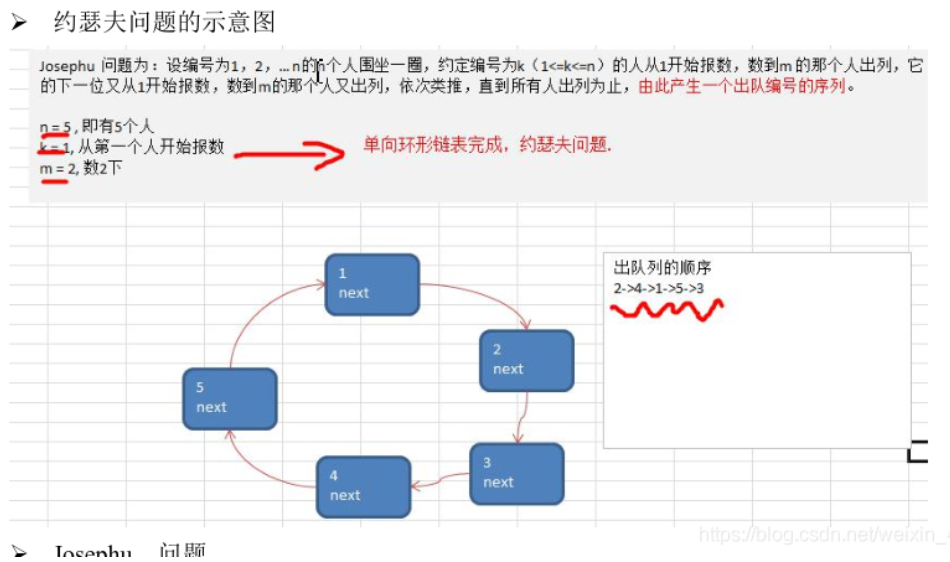 ➢ 约瑟夫问题的示意图
Josephu 问题为：设编号为1，2，… n的n个人围坐一圈，约定编号为k（1<=k<=n）的人从1开始报数，数到m 的那个人出列，它
的下一位又从1开始报数，数到m的那个人又出列，依次类推，直到所有人出列为止，由此产生一个出队编号的序列。
n = 5 , 即有5个人
k = 1, 从第一个人开始报数
单向环形链表完成，约瑟夫问题.
m = 2, 数2下
出队列的顺序
2->4->1->5->3
1
next
2
next
5
next
3
next
4
next
https://blog.csdn.net/weixin_4
➢ Josephu 问题